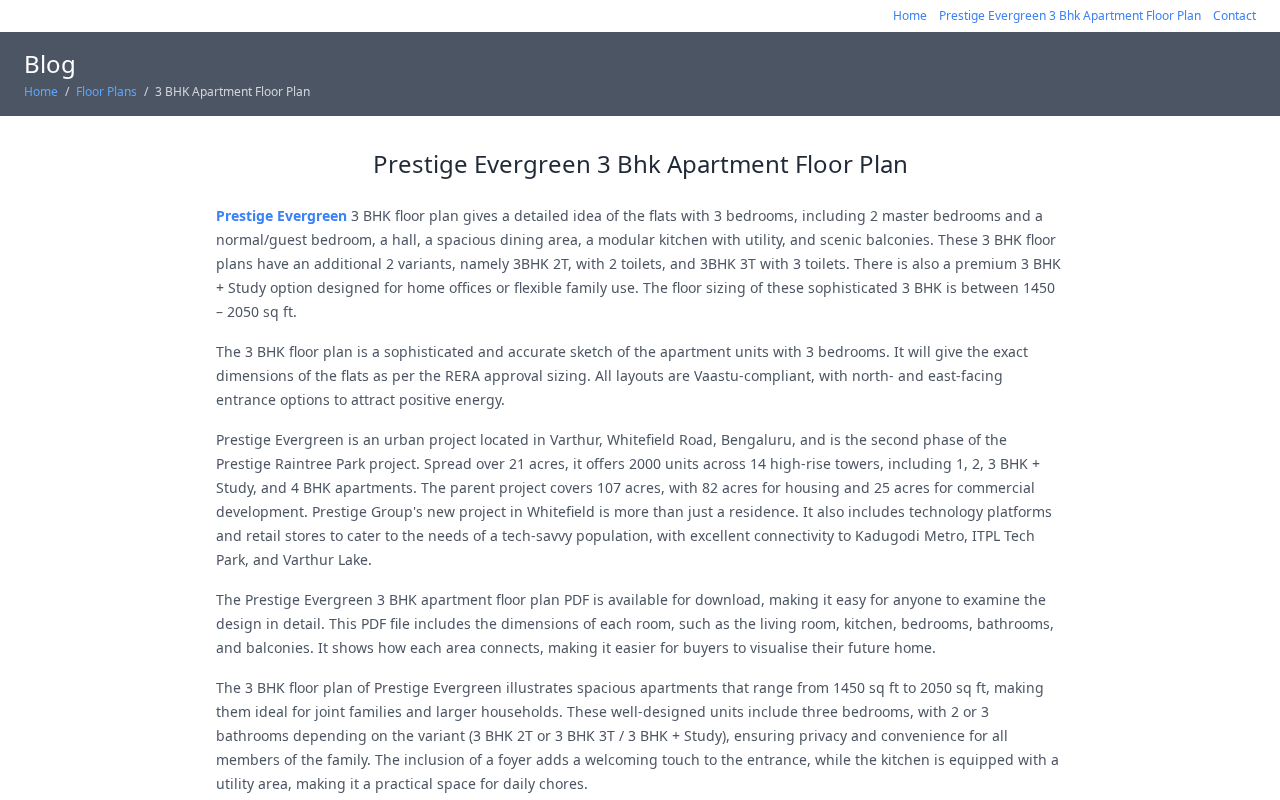 Home Prestige Evergreen 3 Bhk Apartment Floor Plan Contact
Blog
Home / Floor Plans / 3 BHK Apartment Floor Plan
Prestige Evergreen 3 Bhk Apartment Floor Plan
Prestige Evergreen 3 BHK floor plan gives a detailed idea of the flats with 3 bedrooms, including 2 master bedrooms and a
normal/guest bedroom, a hall, a spacious dining area, a modular kitchen with utility, and scenic balconies. These 3 BHK floor
plans have an additional 2 variants, namely 3BHK 2T, with 2 toilets, and 3BHK 3T with 3 toilets. There is also a premium 3 BHK
+ Study option designed for home offices or flexible family use. The floor sizing of these sophisticated 3 BHK is between 1450
– 2050 sq ft.
The 3 BHK floor plan is a sophisticated and accurate sketch of the apartment units with 3 bedrooms. It will give the exact
dimensions of the flats as per the RERA approval sizing. All layouts are Vaastu-compliant, with north- and east-facing
entrance options to attract positive energy.
Prestige Evergreen is an urban project located in Varthur, Whitefield Road, Bengaluru, and is the second phase of the
Prestige Raintree Park project. Spread over 21 acres, it offers 2000 units across 14 high-rise towers, including 1, 2, 3 BHK +
Study, and 4 BHK apartments. The parent project covers 107 acres, with 82 acres for housing and 25 acres for commercial
development. Prestige Group's new project in Whitefield is more than just a residence. It also includes technology platforms
and retail stores to cater to the needs of a tech-savvy population, with excellent connectivity to Kadugodi Metro, ITPL Tech
Park, and Varthur Lake.
The Prestige Evergreen 3 BHK apartment floor plan PDF is available for download, making it easy for anyone to examine the
design in detail. This PDF file includes the dimensions of each room, such as the living room, kitchen, bedrooms, bathrooms,
and balconies. It shows how each area connects, making it easier for buyers to visualise their future home.
The 3 BHK floor plan of Prestige Evergreen illustrates spacious apartments that range from 1450 sq ft to 2050 sq ft, making
them ideal for joint families and larger households. These well-designed units include three bedrooms, with 2 or 3
bathrooms depending on the variant (3 BHK 2T or 3 BHK 3T / 3 BHK + Study), ensuring privacy and convenience for all
members of the family. The inclusion of a foyer adds a welcoming touch to the entrance, while the kitchen is equipped with a
utility area, making it a practical space for daily chores.